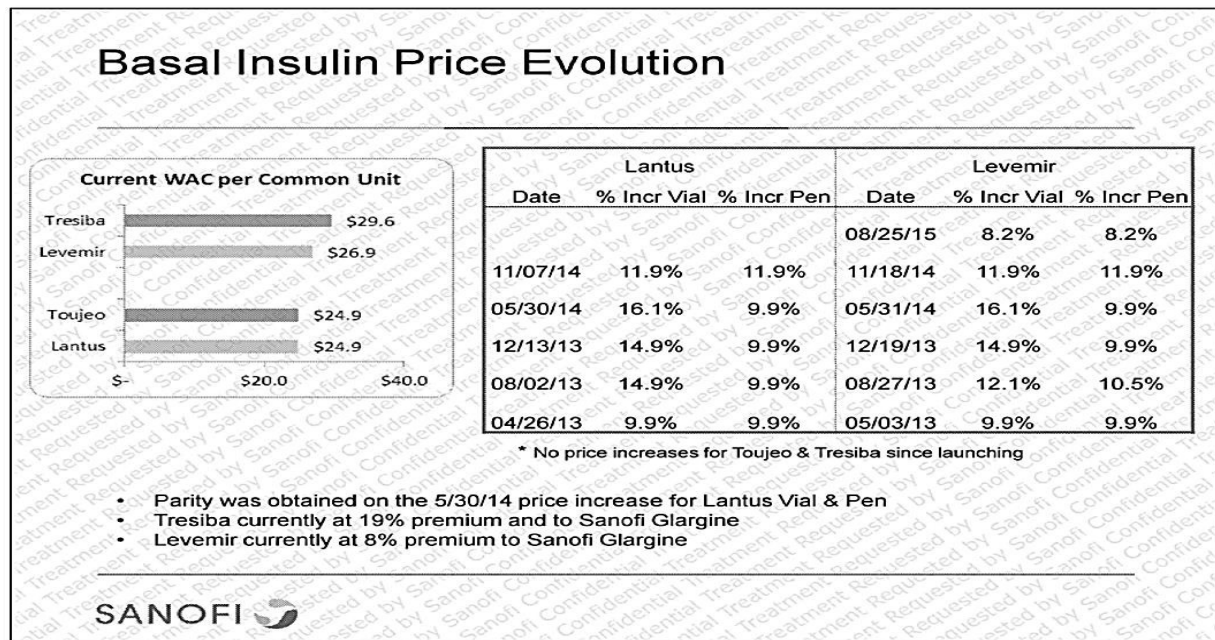 Basal Insulin Price Evolution
Current WAC per Common Unit
Tresiba $29.6
Levemir $26.9
Toujeo $24.9
Lantus $24.9
$- $20.0 $40.0
Lantus Levemir
Date % Incr Vial % Incr Pen Date % Incr Vial % Incr Pen
08/25/15 8.2% 8.2%
11/07/14 11.9% 11.9% 11/18/14 11.9% 11.9%
05/30/14 16.1% 9.9% 05/31/14 16.1% 9.9%
12/13/13 14.9% 9.9% 12/19/13 14.9% 9.9%
08/02/13 14.9% 9.9% 08/27/13 12.1% 10.5%
04/26/13 9.9% 9.9% 05/03/13 9.9% 9.9%
* No price increases for Toujeo & Tresiba since launching
• Parity was obtained on the 5/30/14 price increase for Lantus Vial & Pen
• Tresiba currently at 19% premium and to Sanofi Glargine
• Levemir currently at 8% premium to Sanofi Glargine
SANOFI
Confidential Treatment Requested by Sanofi